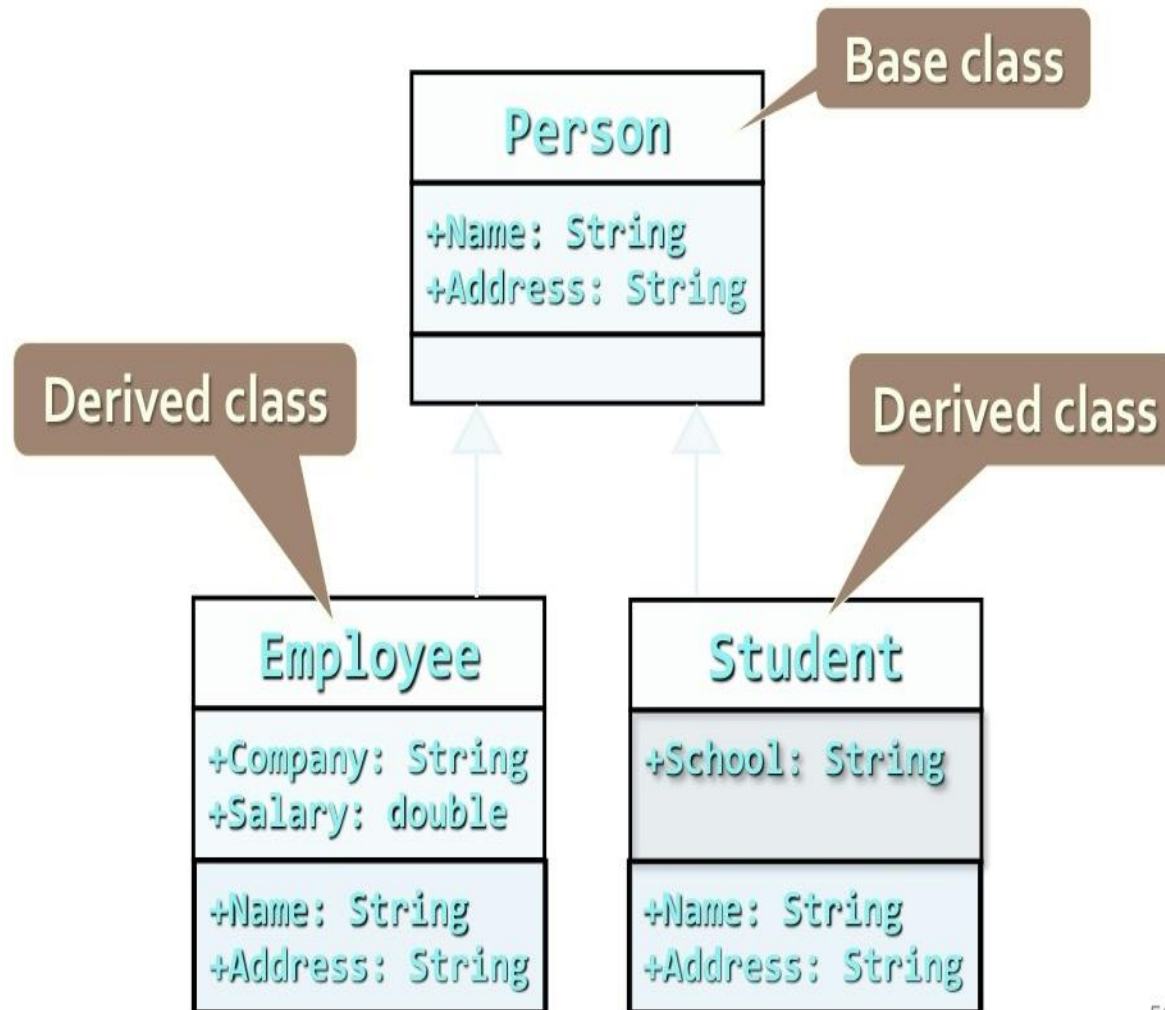 Base class
Person
+Name: String
+Address: String
Derived class
Derived class
Employee
+Company: String
+Salary: double
+Name: String
+Address: String
Student
+School: String
+Name: String
+Address: String